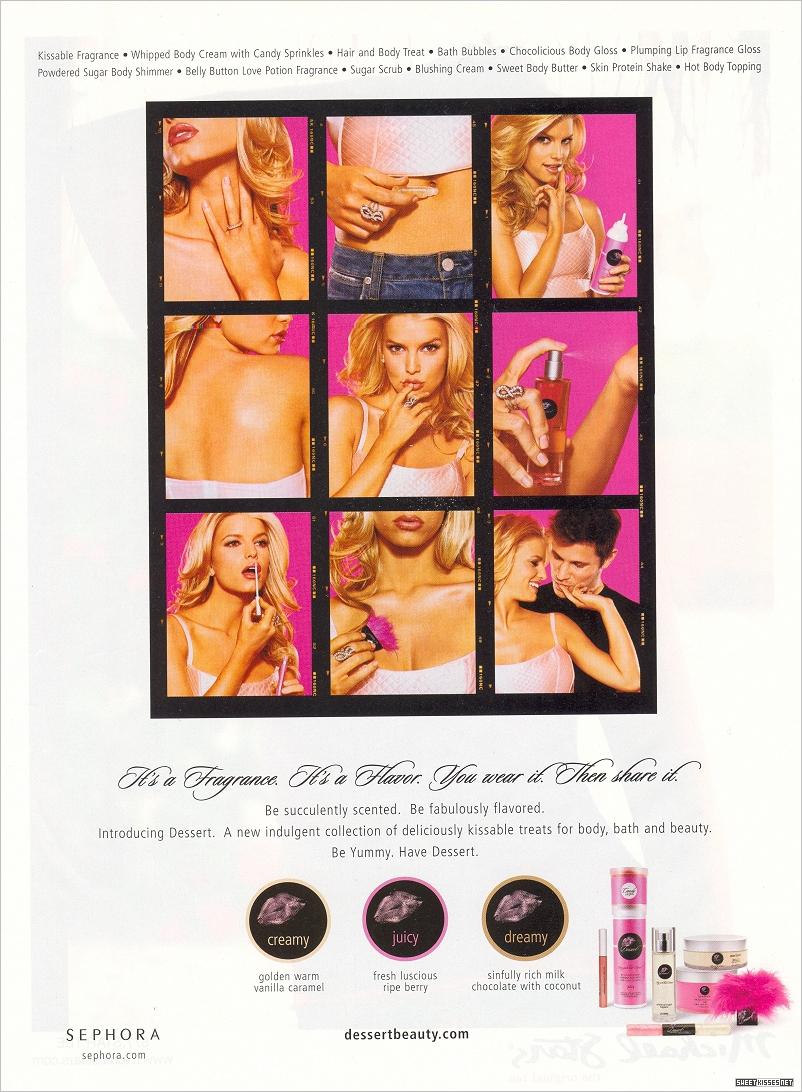 Kissable Fragrance • Whipped Body Cream with Candy Sprinkles • Hair and Body Treat • Bath Bubbles • Chocolicious Body Gloss • Plumping Lip Fragrance Gloss
Powdered Sugar Body Shimmer • Belly Button Love Potion Fragrance • Sugar Scrub • Blushing Cream • Sweet Body Butter • Skin Protein Shake • Hot Body Topping
It's a Fragrance. It's a Flavor. You wear it. Then share it.
Be succulently scented. Be fabulously flavored.
Introducing Dessert. A new indulgent collection of deliciously kissable treats for body, bath and beauty.
Be Yummy. Have Dessert.
creamy
juicy
dreamy
golden warm
vanilla caramel
fresh luscious
ripe berry
sinfully rich milk
chocolate with coconut
Dessert
SEPHORA
sephora.com
dessertbeauty.com
SWEETKISSES.NET